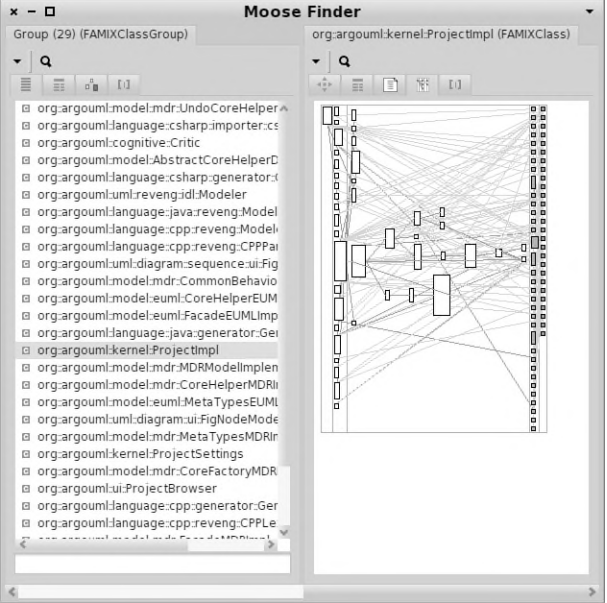 Moose Finder
Group (29) (FAMIXClassGroup)
org:argouml:kernel:ProjectImpl (FAMIXClass)
org:argouml:model:mdr:UndoCoreHelper
org:argouml:language:csharp:importer:cs
org:argouml:cognitive:Critic
org:argouml:model:AbstractCoreHelperD
org:argouml:language:csharp:generator:
org:argouml:uml:reveng:idl:Modeler
org:argouml:language:java:reveng:Model
org:argouml:language:cpp:reveng:Model
org:argouml:language:cpp:reveng:CPPPar
org:argouml:uml:diagram:sequence:ui:Fig
org:argouml:model:mdr:CommonBehavio
org:argouml:model:euml:CoreHelperEUM
org:argouml:model:euml:FacadeEUMLImp
org:argouml:language:java:generator:Ger
org:argouml:kernel:ProjectImpl
org:argouml:model:mdr:MDRModelImplem
org:argouml:model:mdr:CoreHelperMDRI
org:argouml:model:euml:MetaTypesEUML
org:argouml:uml:diagram:ui:FigNodeMode
org:argouml:model:mdr:MetaTypesMDRIr
org:argouml:kernel:ProjectSettings
org:argouml:model:mdr:CoreFactoryMDR
org:argouml:ui:ProjectBrowser
org:argouml:language:cpp:generator:Ger
org:argouml:language:cpp:reveng:CPPLe